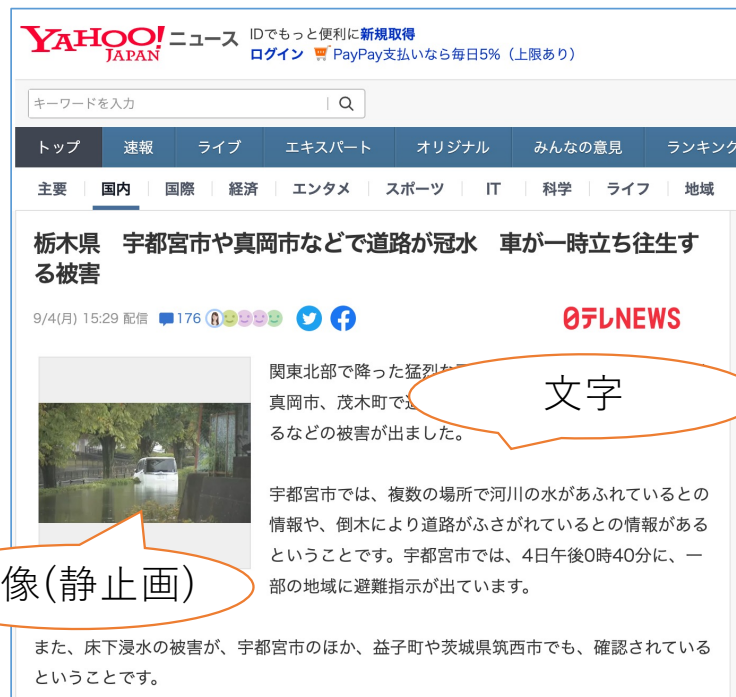 YAHOO! JAPAN ニュース IDでもっと便利に新規取得
ログイン PayPay支払いなら毎日5%（上限あり）
キーワードを入力
トップ 速報 ライブ エキスパート オリジナル みんなの意見 ランキング
主要 国内 国際 経済 エンタメ スポーツ IT 科学 ライフ 地域
栃木県　宇都宮市や真岡市などで道路が冠水　車が一時立ち往生す
る被害
9/4(月) 15:29 配信 176
日テレNEWS
関東北部で降った猛烈な
真岡市、茂木町で
るなどの被害が出ました。
文字
宇都宮市では、複数の場所で河川の水があふれているとの
情報や、倒木により道路がふさがれているとの情報がある
ということです。宇都宮市では、4日午後0時40分に、一
部の地域に避難指示が出ています。
像(静止画)
また、床下浸水の被害が、宇都宮市のほか、益子町や茨城県筑西市でも、確認されている
ということです。